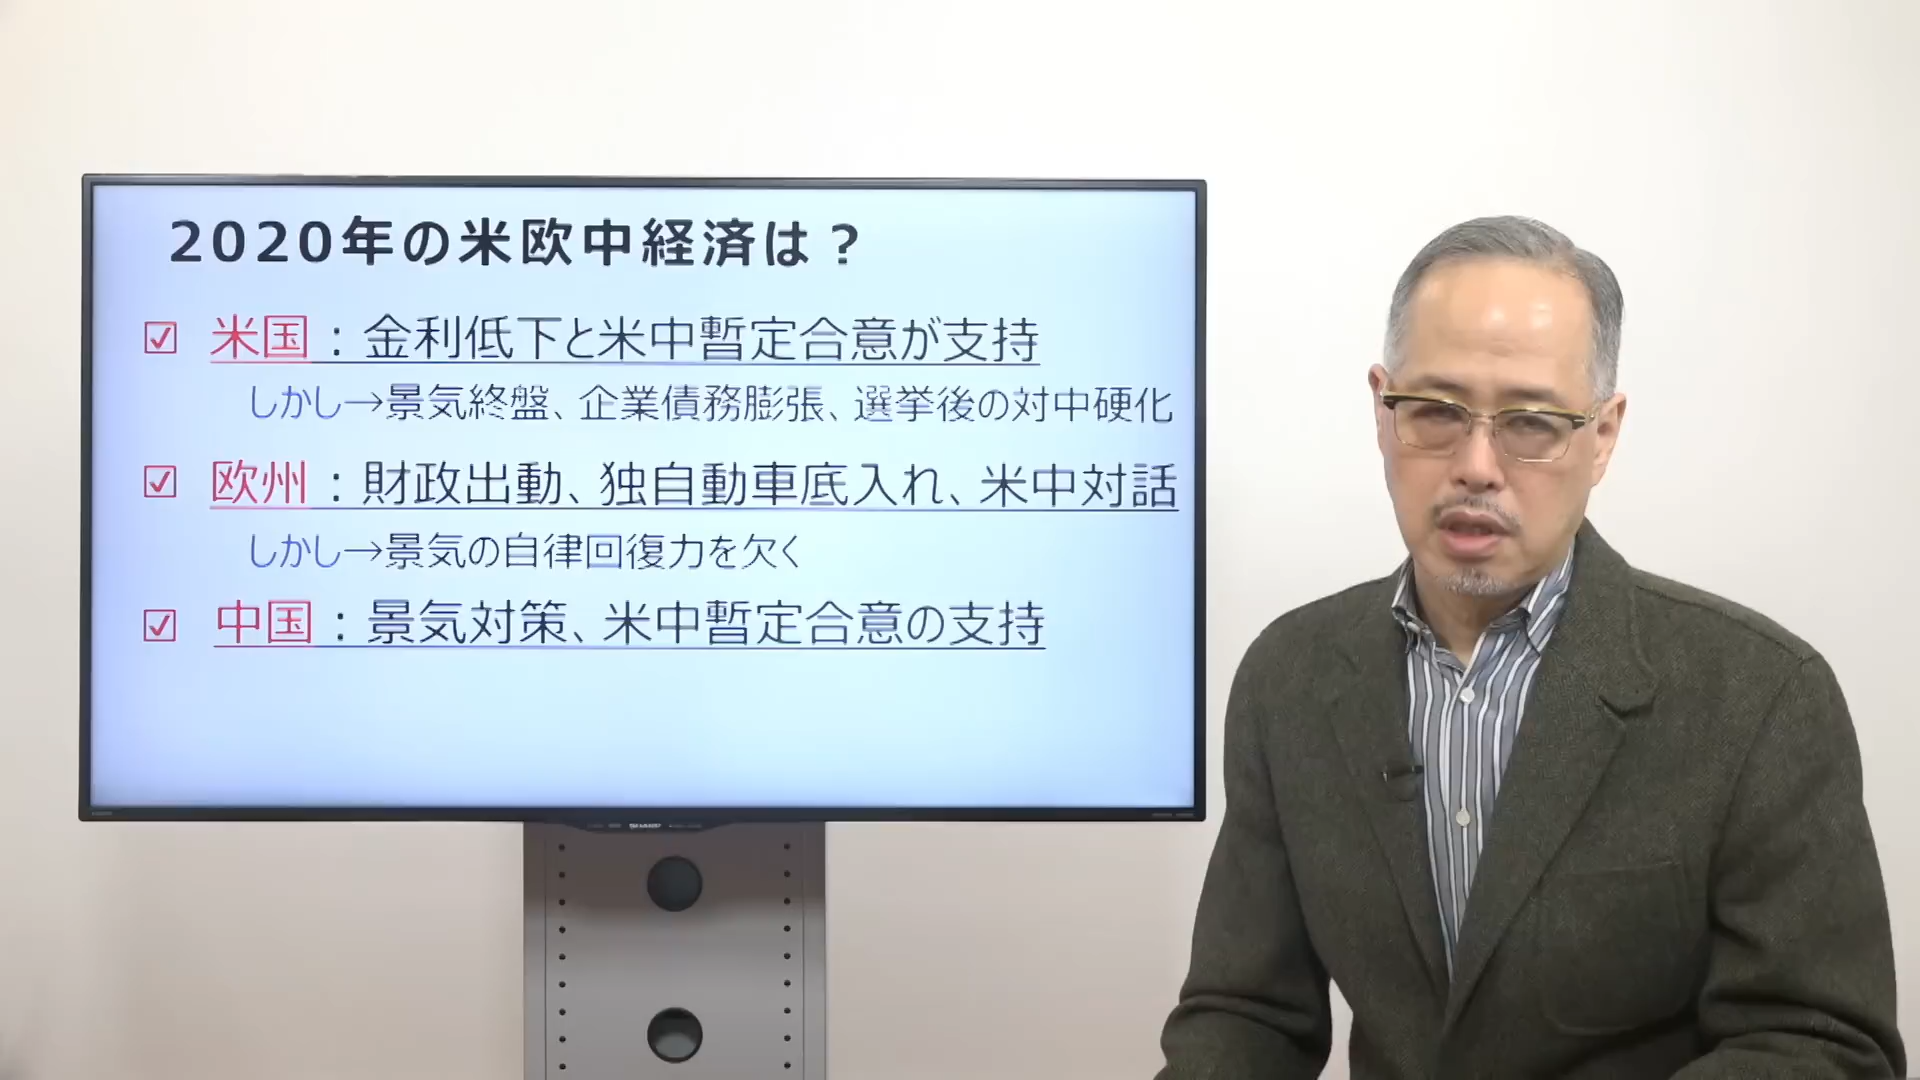 2020年の米欧中経済は？
☑ 米国：金利低下と米中暫定合意が支持
しかし→景気終盤、企業債務膨張、選挙後の対中硬化
☑ 欧州：財政出動、独自動車底入れ、米中対話
しかし→景気の自律回復力を欠く
☑ 中国：景気対策、米中暫定合意の支持
SHARP